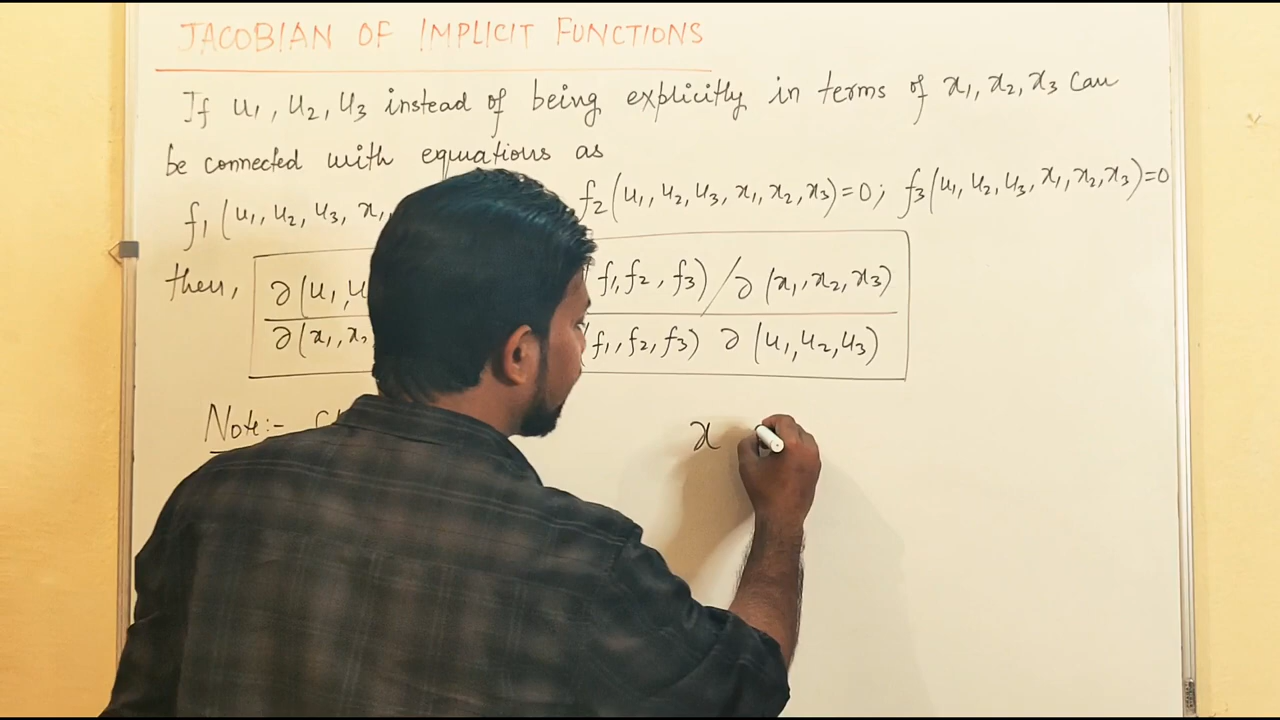 JACOBIAN OF IMPLICIT FUNCTIONS
If u₁, u₂, u₃ instead of being explicitly in terms of x₁, x₂, x₃ can
be connected with equations as
f₁ (u₁, u₂, u₃, x₁, f₂(u₁, u₂, u₃, x₁, x₂, x₃)=0; f₃(u₁, u₂, u₃, x₁, x₂, x₃)=0
then, ∂(u₁, u f₁, f₂, f₃) / ∂ (x₁, x₂, x₃)
∂(x₁, x₂ (f₁, f₂, f₃) ∂ (u₁, u₂, u₃)
Note:- x